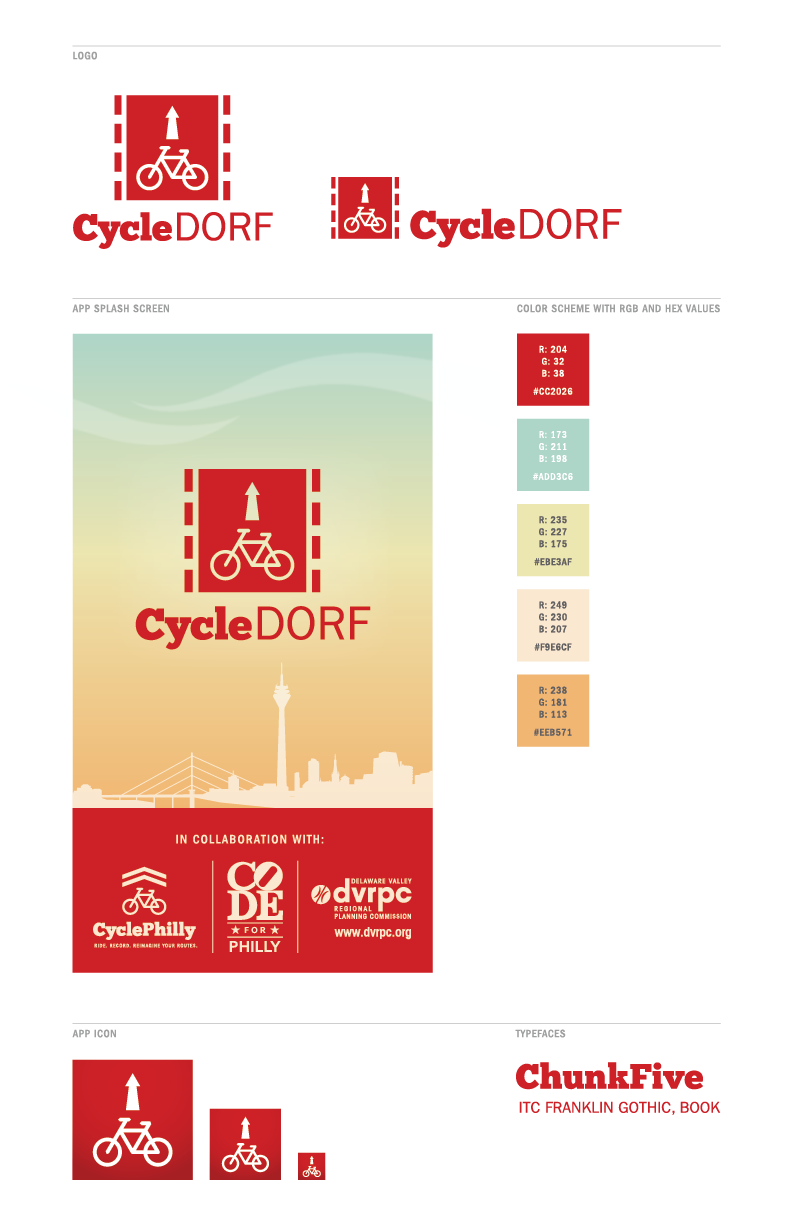 LOGO
CycleDORF
CycleDORF
APP SPLASH SCREEN
COLOR SCHEME WITH RGB AND HEX VALUES
CycleDORF
IN COLLABORATION WITH:
CyclePhilly
RIDE. RECORD. REIMAGINE YOUR ROUTES.
CODE
FOR
PHILLY
DELAWARE VALLEY
dvrpc
REGIONAL
PLANNING COMMISSION
www.dvrpc.org
R: 204
G: 32
B: 38
#CC2026
R: 173
G: 211
B: 198
#ADD3C6
R: 235
G: 227
B: 175
#EBE3AF
R: 249
G: 230
B: 207
#F9E6CF
R: 238
G: 181
B: 113
#EEB571
APP ICON
TYPEFACES
ChunkFive
ITC FRANKLIN GOTHIC, BOOK